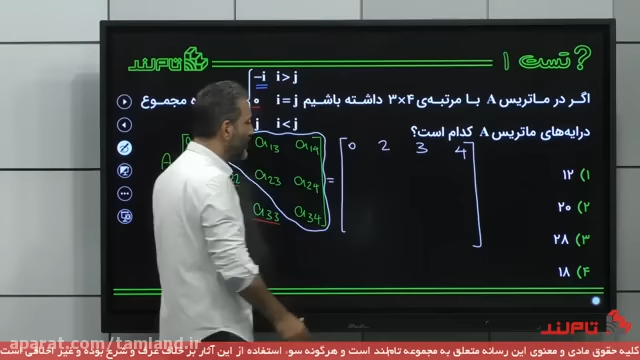 تست ۱ ؟
تاملند
اگر در ماتریس A با مرتبه‌ی ۳×۴ داشته باشیم
-i i>j
i=j
j i<j
مجموع
درایه‌های ماتریس A کدام است؟
A
a13 a14
a23 a24
a33 a34
=
0 2 3 4
۱) ۱۲
۲) ۲۰
۳) ۲۸
۴) ۱۸
تاملند
aparat.com/tamland.ir
کلیه حقوق مادی و معنوی این رسانه متعلق به مجموعه تاملند است و هرگونه سوء استفاده از این آثار بر خلاف عرف و شرع بوده و غیر اخلاقی است